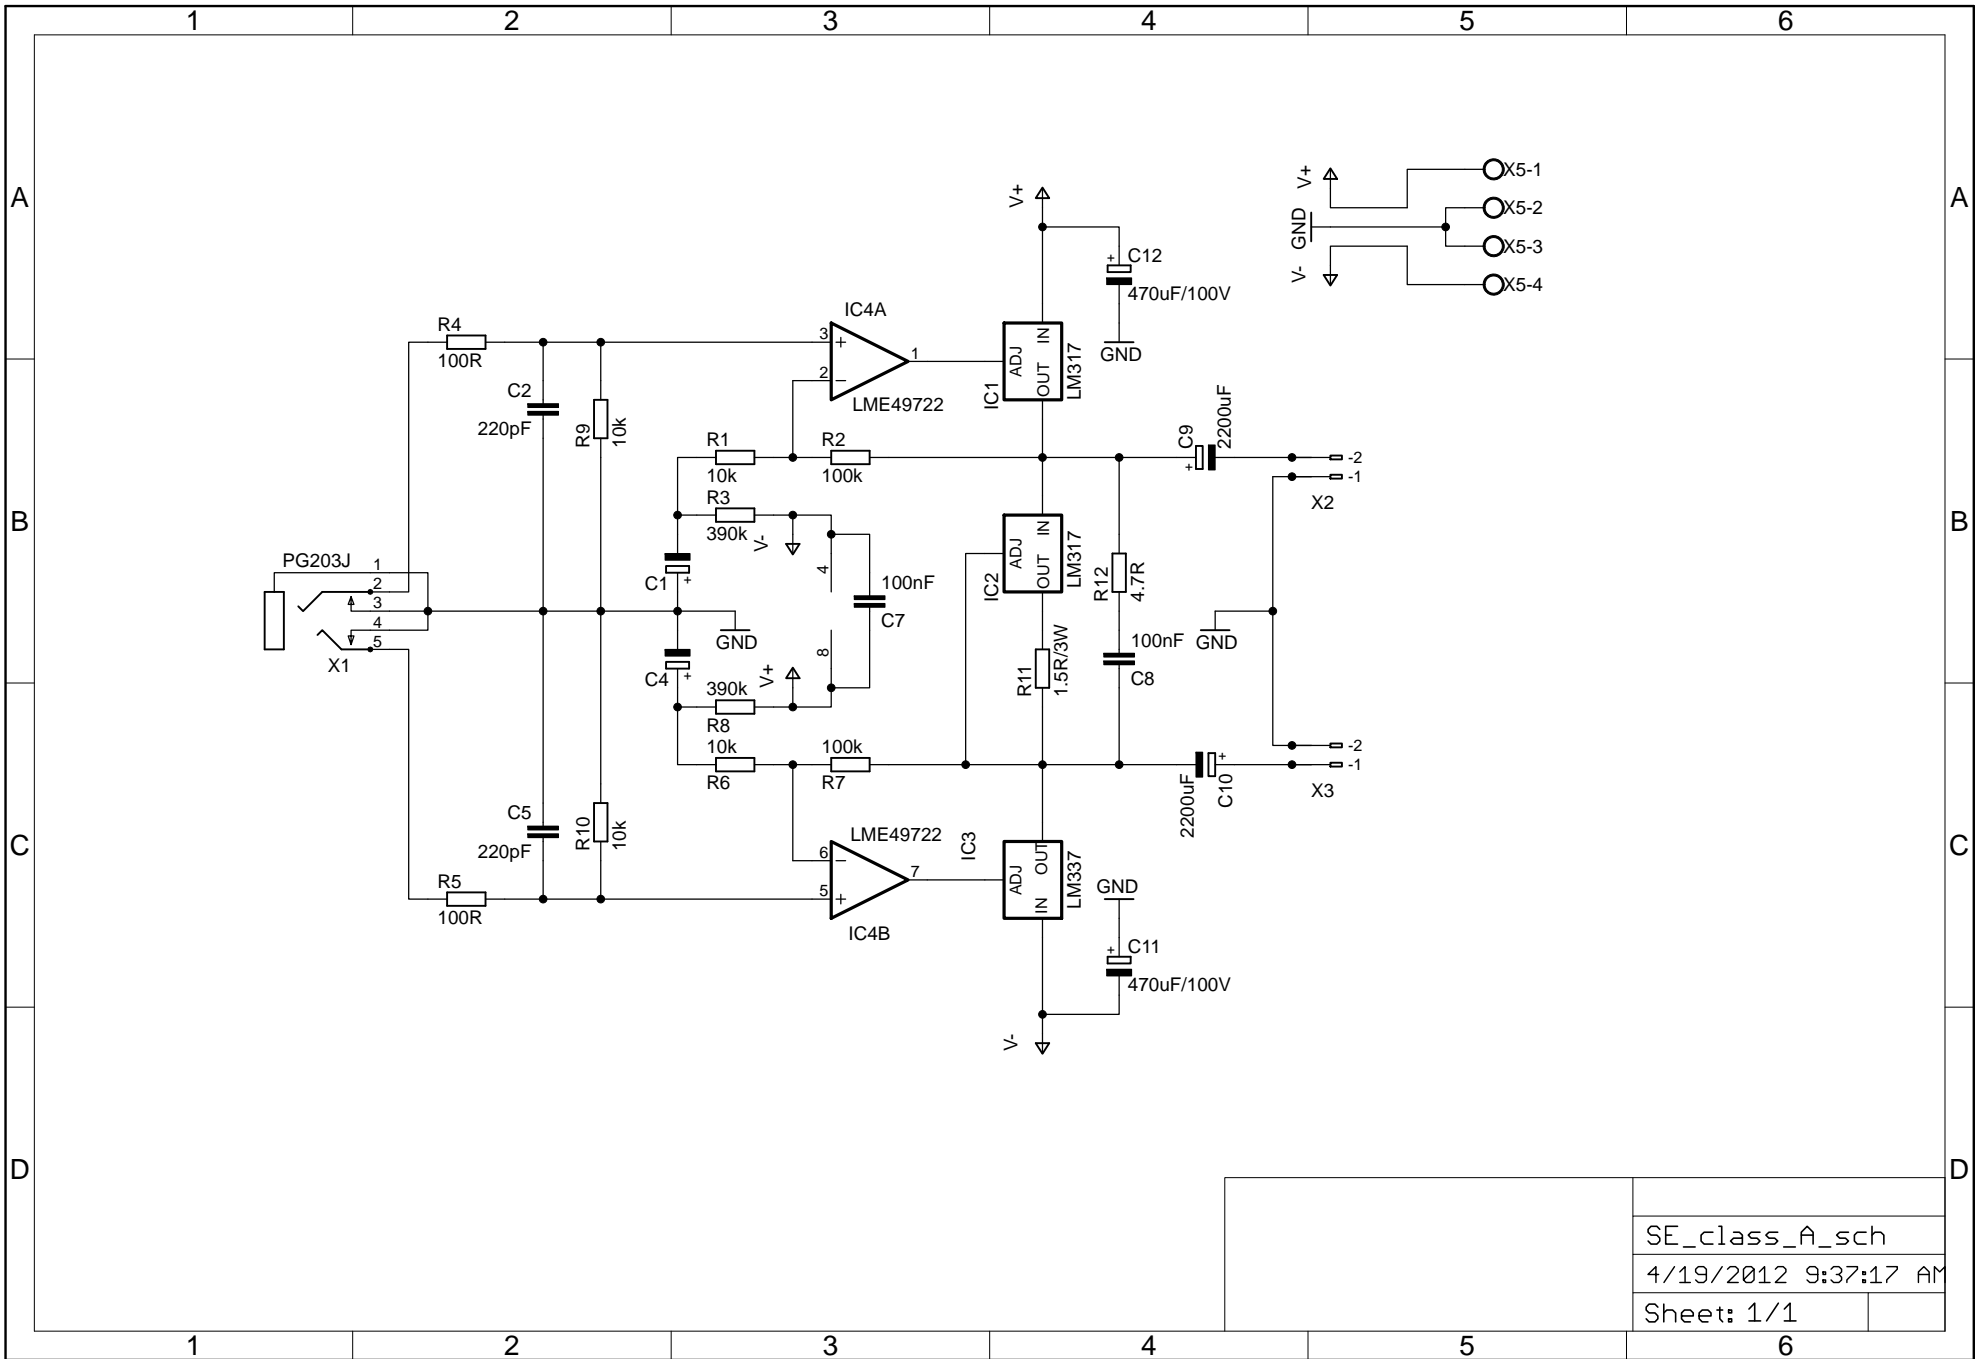 1 2 3 4 5 6
A A
B B
C C
D D
V+
C12
470uF/100V
GND
V+
GND
V-
X5-1
X5-2
X5-3
X5-4
IC4A
3
2
1
+
−
LME49722
ADJ
IN
OUT
IC1
LM317
R4
100R
C2
220pF
R9
10k
R1
10k
R2
100k
R3
390k
V-
C1
+
4
100nF
C7
GND
8
C4
+
390k
V+
R8
10k
R6
100k
R7
C9
2200uF
+
-2
-1
X2
ADJ
IN
OUT
IC2
LM317
R12
4.7R
R11
1.5R/3W
100nF
C8
GND
-2
-1
X3
2200uF
C10
+
PG203J
1
2
3
4
5
X1
C5
220pF
R10
10k
R5
100R
LME49722
6
5
7
−
+
IC4B
IC3
ADJ
OUT
IN
LM337
GND
+
C11
470uF/100V
V-
SE_class_A_sch
4/19/2012 9:37:17 AM
Sheet: 1/1
1 2 3 4 5 6